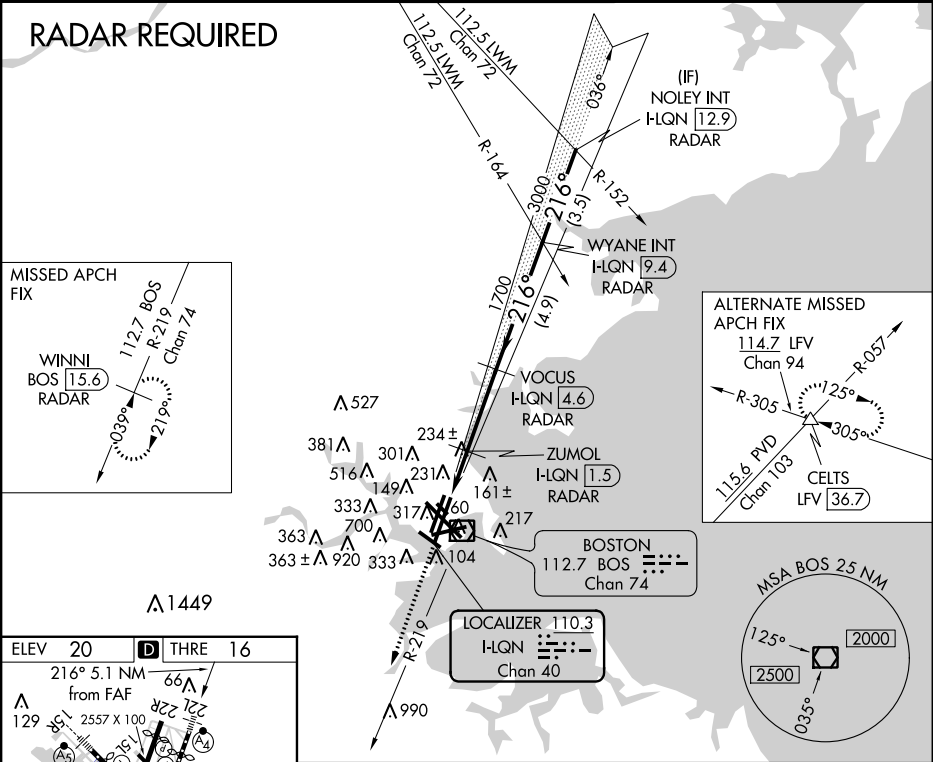 RADAR REQUIRED
112.5 LWM
Chan 72
112.5 LWM
Chan 72
036°
(IF)
NOLEY INT
I-LQN 12.9
RADAR
R-164
R-152
3000
216°
(3.5)
WYANE INT
I-LQN 9.4
RADAR
1700
216°
(4.9)
MISSED APCH
FIX
112.7 BOS
R-219
Chan 74
WINNI
BOS 15.6
RADAR
039°
219°
ALTERNATE MISSED
APCH FIX
114.7 LFV
Chan 94
R-057
R-305
125°
305°
115.6 PVD
Chan 103
CELTS
LFV 36.7
VOCUS
I-LQN 4.6
RADAR
527
381
301
234 ±
ZUMOL
I-LQN 1.5
RADAR
516
231
149
161 ±
333
317
60
217
700
363
363 ±
920
333
104
BOSTON
112.7 BOS
Chan 74
1449
LOCALIZER 110.3
I-LQN
Chan 40
R-219
990
MSA BOS 25 NM
125°
2000
2500
035°
ELEV 20 D THRE 16
216° 5.1 NM
from FAF
66
129
2557 X 100
15R
15L
22R
22L
A4
A5